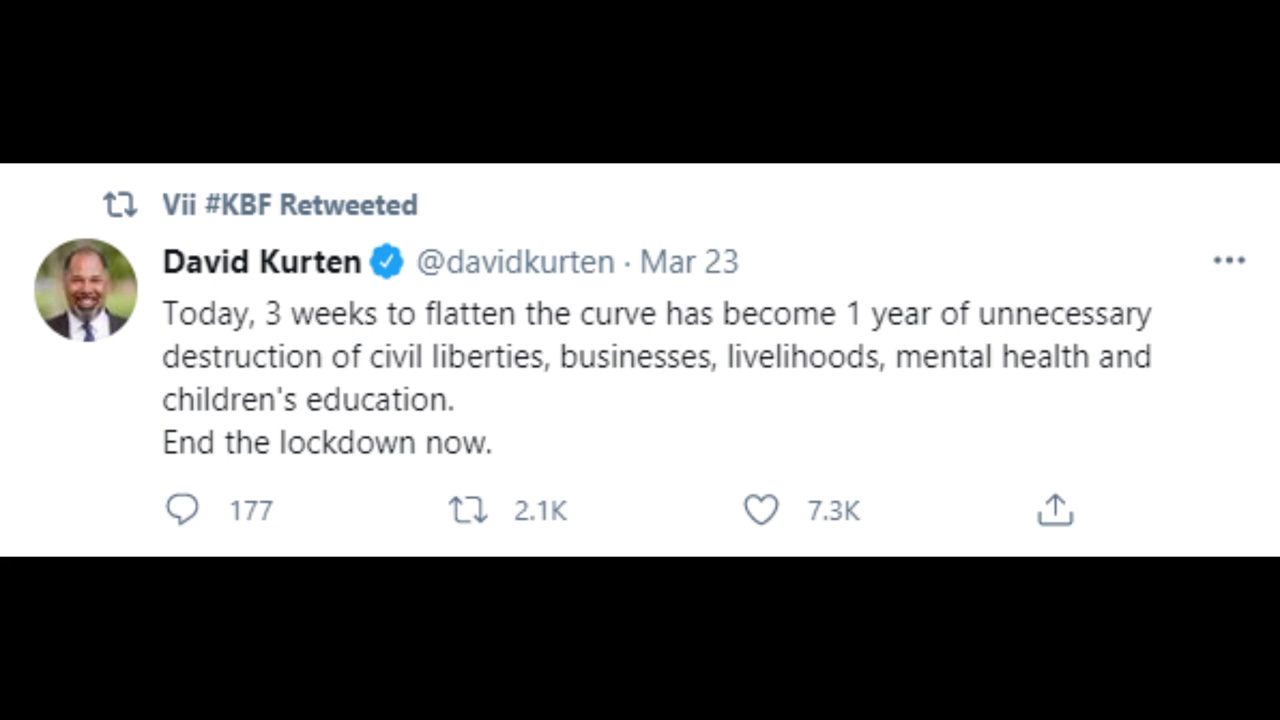 Vii #KBF Retweeted
David Kurten @davidkurten · Mar 23
Today, 3 weeks to flatten the curve has become 1 year of unnecessary
destruction of civil liberties, businesses, livelihoods, mental health and
children's education.
End the lockdown now.
177 2.1K 7.3K